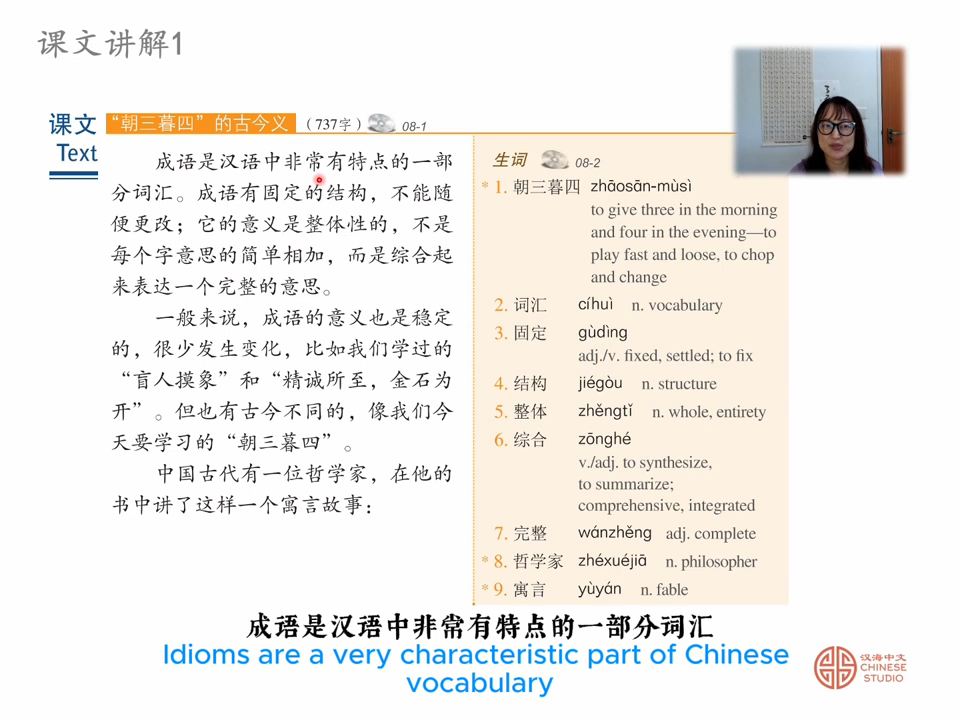 课文讲解1
课文
Text
“朝三暮四”的古今义 （737字） 08-1
成语是汉语中非常有特点的一部
分词汇。成语有固定的结构，不能随
便更改；它的意义是整体性的，不是
每个字意思的简单相加，而是综合起
来表达一个完整的意思。
一般来说，成语的意义也是稳定
的，很少发生变化，比如我们学过的
“盲人摸象”和“精诚所至，金石为
开”。但也有古今不同的，像我们今
天要学习的“朝三暮四”。
中国古代有一位哲学家，在他的
书中讲了这样一个寓言故事：
生词 08-2
* 1. 朝三暮四 zhāosān-mùsì
to give three in the morning
and four in the evening—to
play fast and loose, to chop
and change
2. 词汇 cíhuì n. vocabulary
3. 固定 gùdìng
adj./v. fixed, settled; to fix
4. 结构 jiégòu n. structure
5. 整体 zhěngtǐ n. whole, entirety
6. 综合 zōnghé
v./adj. to synthesize,
to summarize;
comprehensive, integrated
7. 完整 wánzhěng adj. complete
* 8. 哲学家 zhéxuéjiā n. philosopher
* 9. 寓言 yùyán n. fable
成语是汉语中非常有特点的一部分词汇
Idioms are a very characteristic part of Chinese
vocabulary
汉海中文
CHINESE
STUDIO